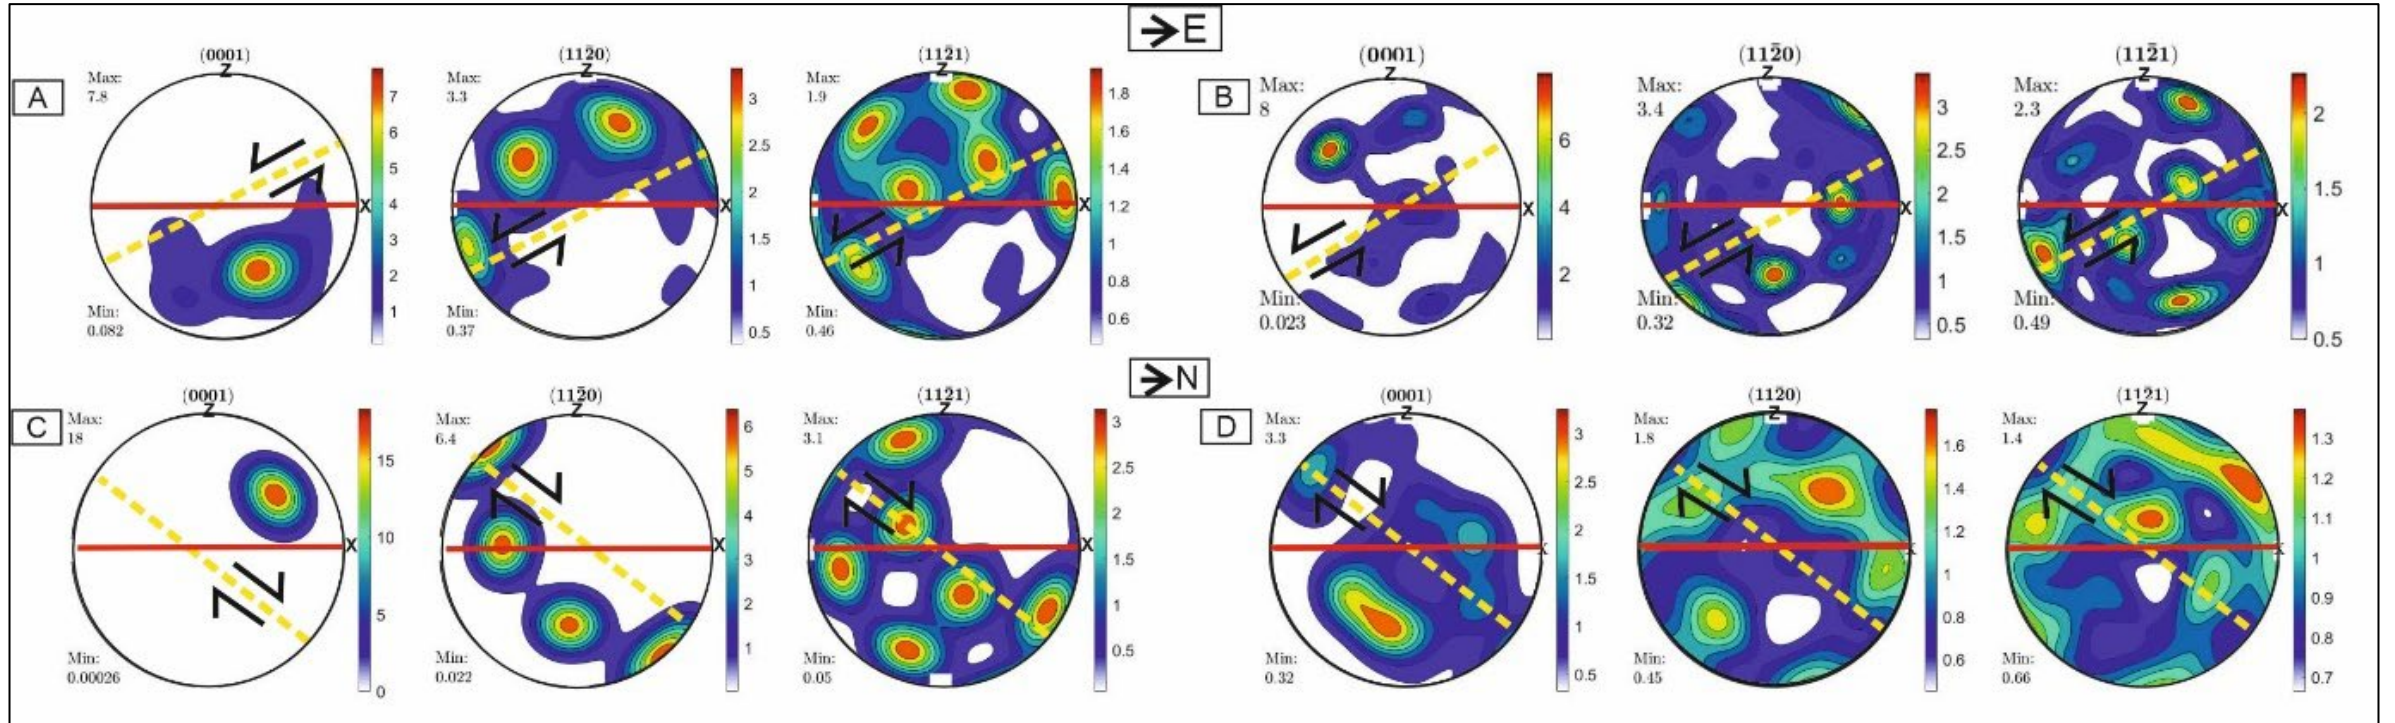 →E
A
(0001)
Z
Max:
7.8
X
Min:
0.082
7
6
5
4
3
2
1
(112̄0)
Z
Max:
3.3
X
Min:
0.37
3
2.5
2
1.5
1
0.5
(112̄1)
Z
Max:
1.9
X
Min:
0.46
1.8
1.6
1.4
1.2
1
0.8
0.6
B
(0001)
Z
Max:
8
X
Min:
0.023
6
4
2
(112̄0)
Z
Max:
3.4
X
Min:
0.32
3
2.5
2
1.5
1
0.5
(112̄1)
Z
Max:
2.3
X
Min:
0.49
2
1.5
1
0.5
→N
C
(0001)
Z
Max:
18
X
Min:
0.00026
15
10
5
0
(112̄0)
Z
Max:
6.4
X
Min:
0.022
6
5
4
3
2
1
(112̄1)
Z
Max:
3.1
X
Min:
0.05
3
2.5
2
1.5
1
0.5
D
(0001)
Z
Max:
3.3
X
Min:
0.32
3
2.5
2
1.5
1
0.5
(112̄0)
Z
Max:
1.8
X
Min:
0.45
1.6
1.4
1.2
1
0.8
0.6
(112̄1)
Z
Max:
1.4
X
Min:
0.66
1.3
1.2
1.1
1
0.9
0.8
0.7